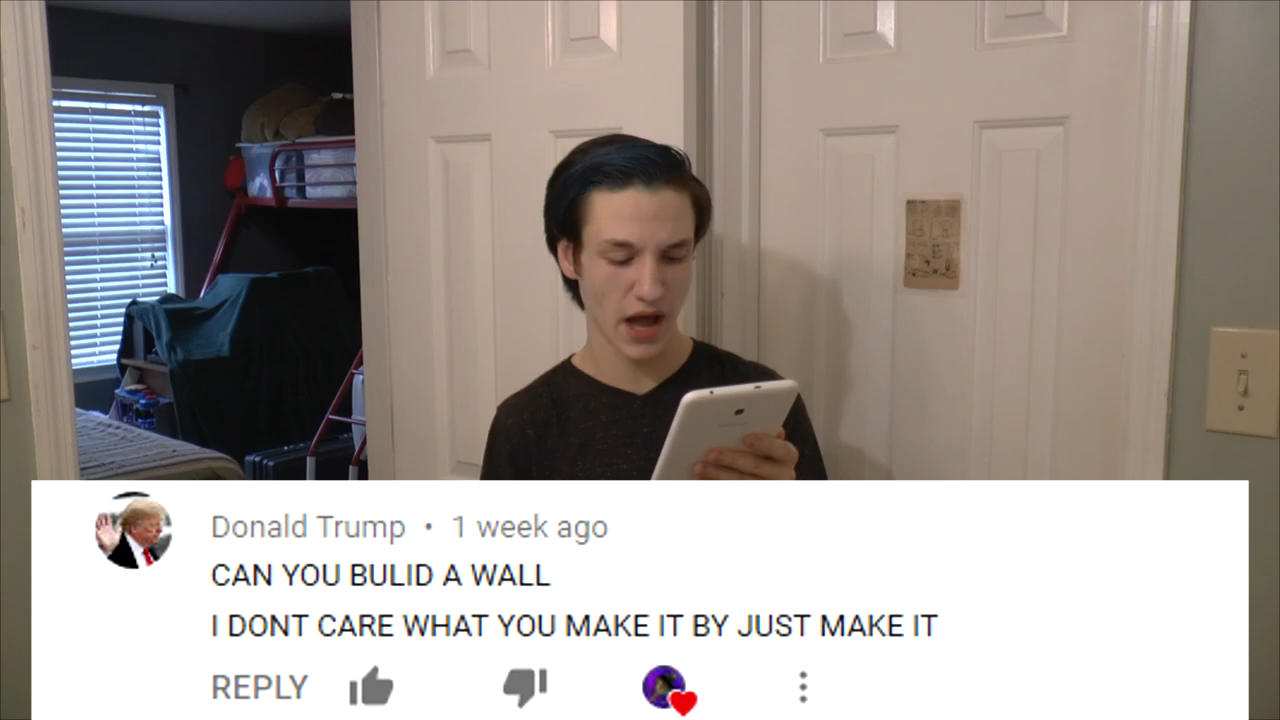 Donald Trump • 1 week ago
CAN YOU BULID A WALL
I DONT CARE WHAT YOU MAKE IT BY JUST MAKE IT
REPLY